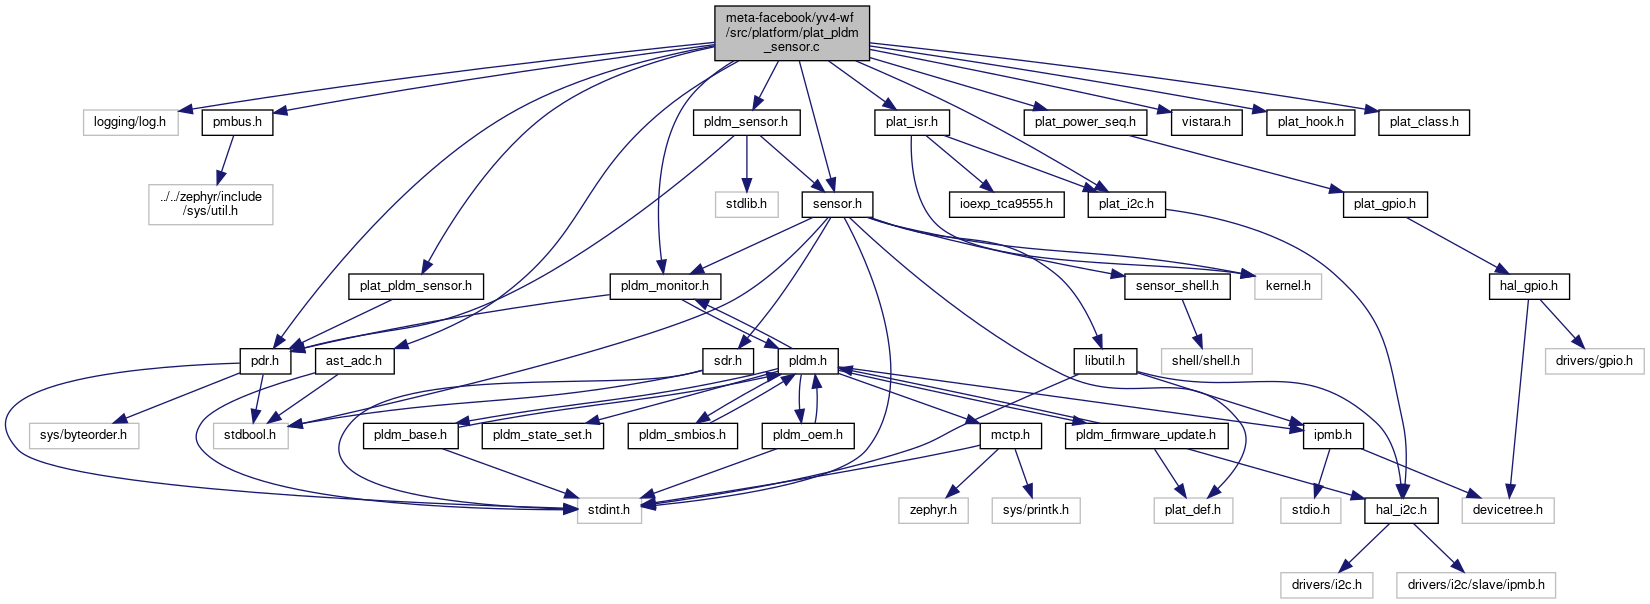 meta-facebook/yv4-wf
/src/platform/plat_pldm
_sensor.c
logging/log.h
pmbus.h
pldm_sensor.h
plat_isr.h
plat_power_seq.h
vistara.h
plat_hook.h
plat_class.h
../../zephyr/include
/sys/util.h
stdlib.h
sensor.h
ioexp_tca9555.h
plat_i2c.h
plat_gpio.h
plat_pldm_sensor.h
pldm_monitor.h
sensor_shell.h
kernel.h
hal_gpio.h
pdr.h
ast_adc.h
sdr.h
pldm.h
libutil.h
shell/shell.h
drivers/gpio.h
sys/byteorder.h
stdbool.h
pldm_base.h
pldm_state_set.h
pldm_smbios.h
pldm_oem.h
mctp.h
pldm_firmware_update.h
ipmb.h
stdint.h
zephyr.h
sys/printk.h
plat_def.h
stdio.h
hal_i2c.h
devicetree.h
drivers/i2c.h
drivers/i2c/slave/ipmb.h